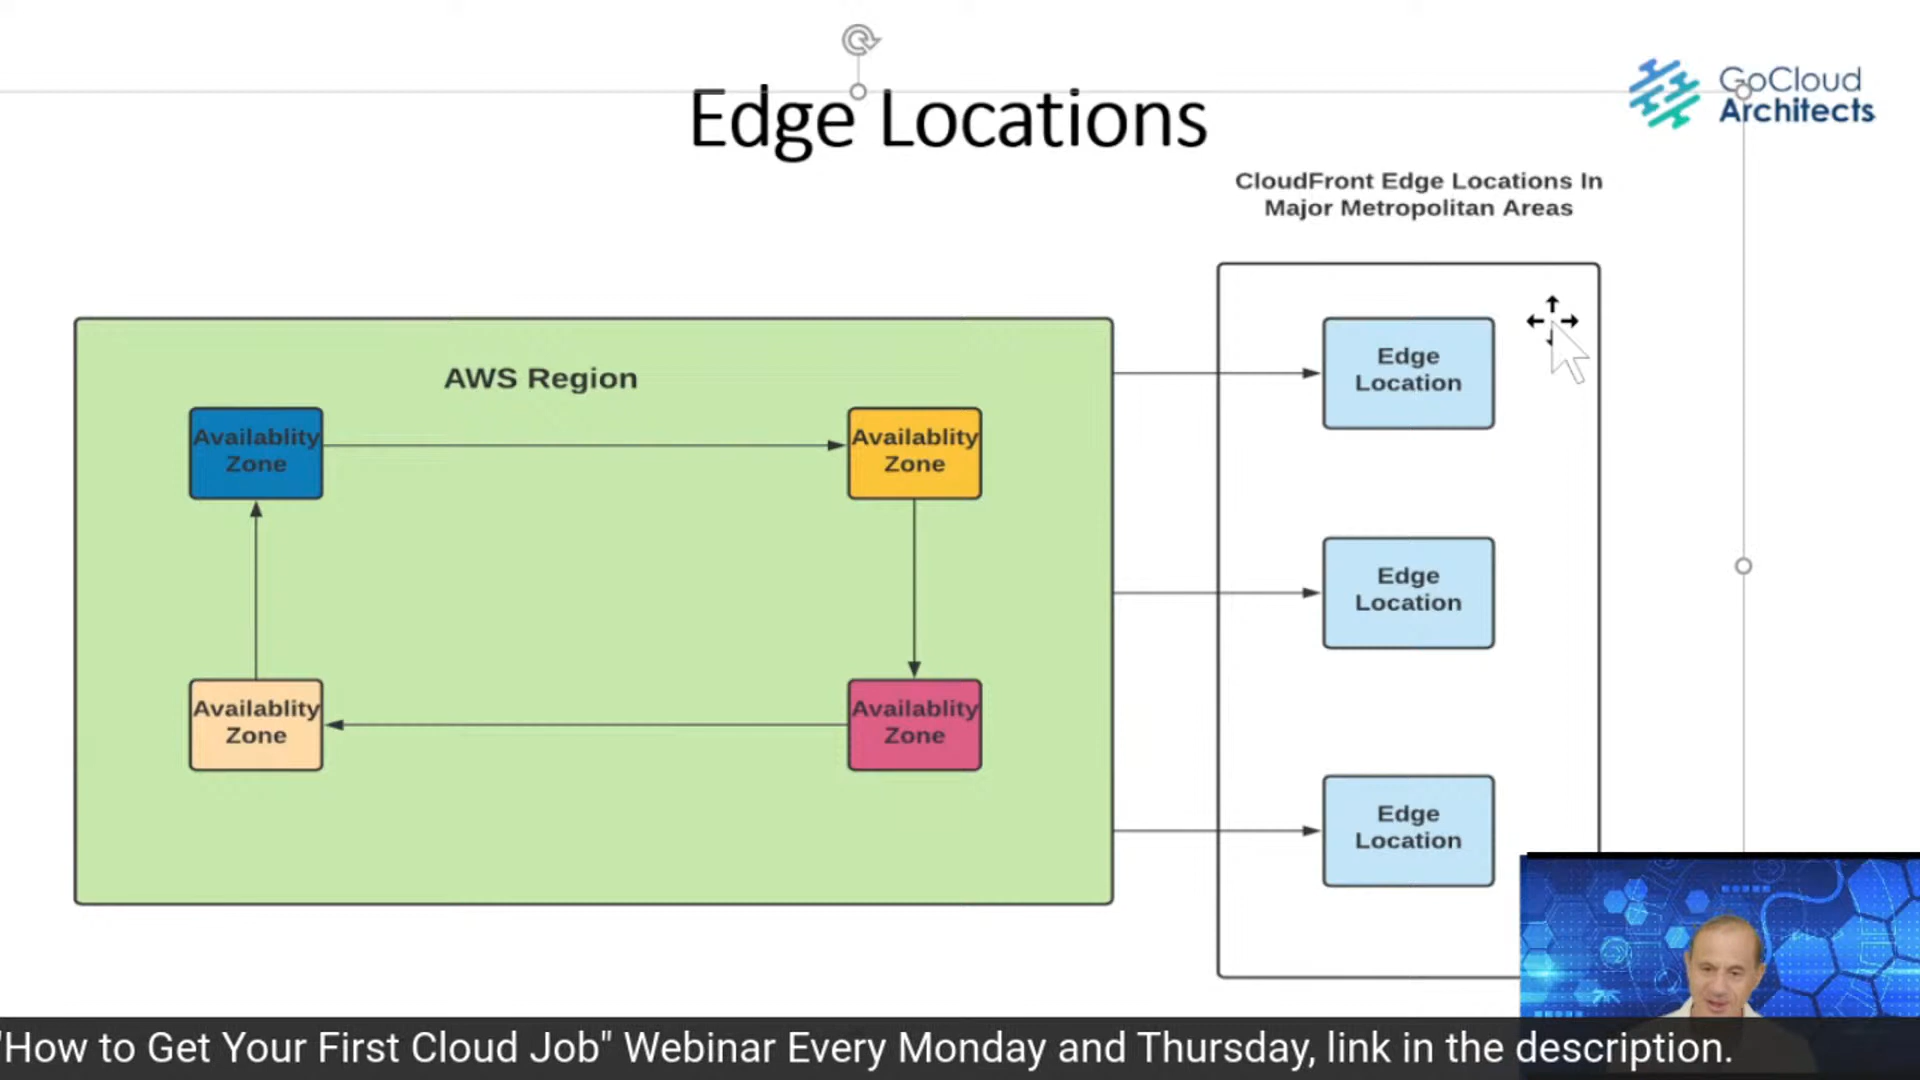 GoCloud
Architects
Edge Locations
CloudFront Edge Locations In
Major Metropolitan Areas
AWS Region
Availablity
Zone
Availablity
Zone
Availablity
Zone
Availablity
Zone
Edge
Location
Edge
Location
Edge
Location
"How to Get Your First Cloud Job" Webinar Every Monday and Thursday, link in the description.